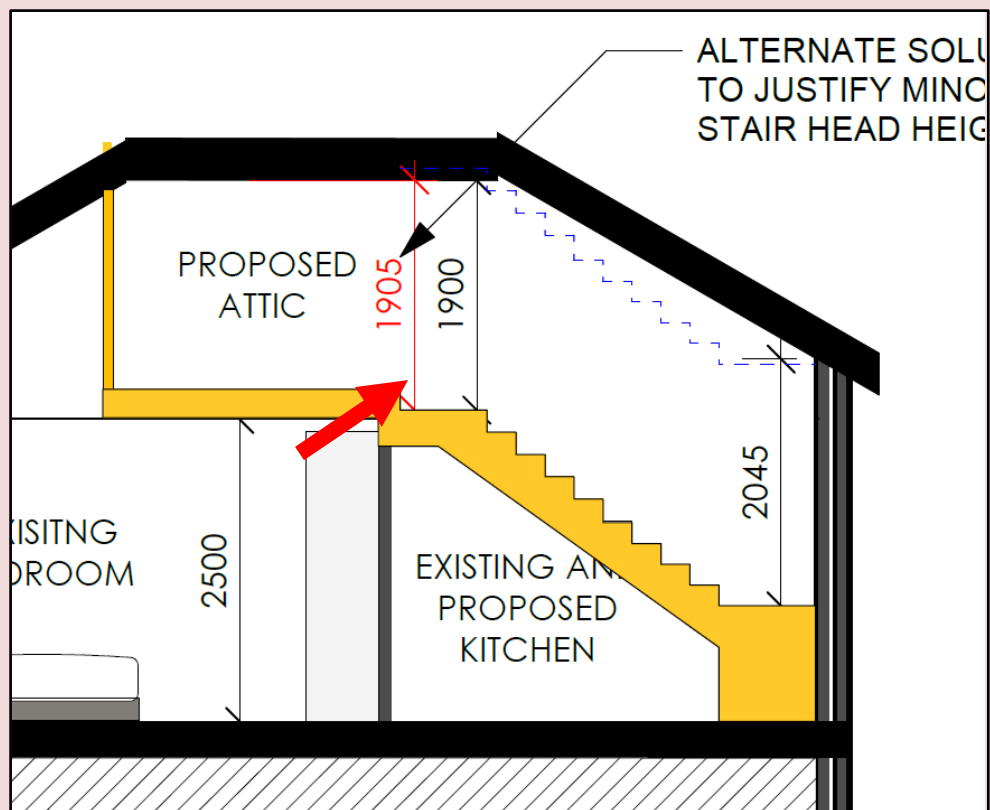 ALTERNATE SOLU
TO JUSTIFY MINO
STAIR HEAD HEIG
PROPOSED
ATTIC
1905
1900
2045
XISITNG
DROOM
2500
EXISTING AN
PROPOSED
KITCHEN